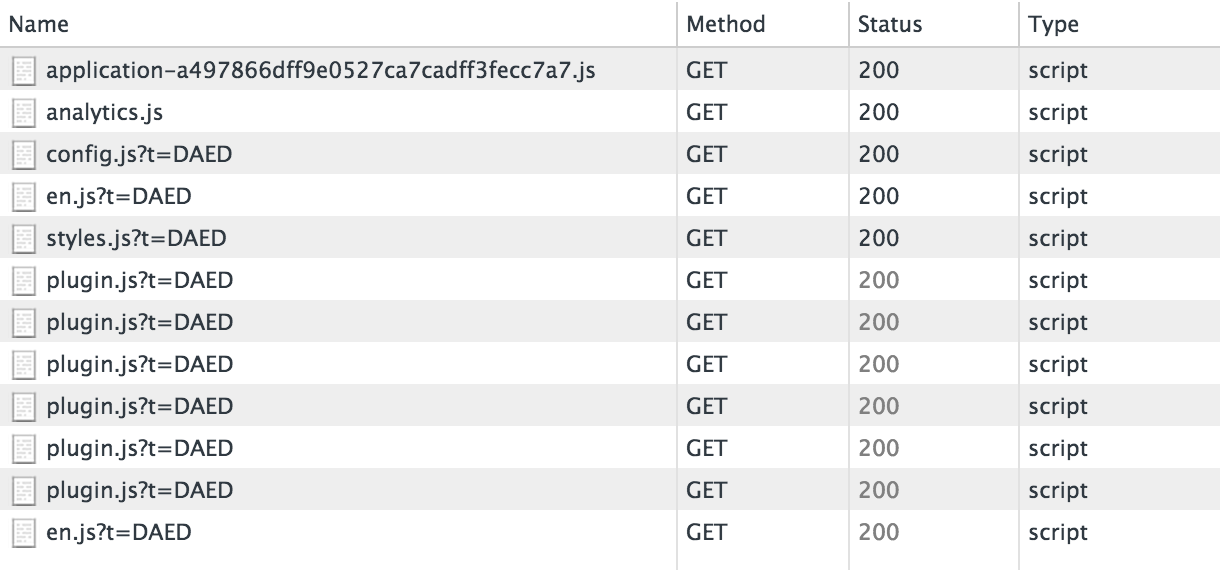 Name Method Status Type
application-a497866dff9e0527ca7cadff3fecc7a7.js GET 200 script
analytics.js GET 200 script
config.js?t=DAED GET 200 script
en.js?t=DAED GET 200 script
styles.js?t=DAED GET 200 script
plugin.js?t=DAED GET 200 script
plugin.js?t=DAED GET 200 script
plugin.js?t=DAED GET 200 script
plugin.js?t=DAED GET 200 script
plugin.js?t=DAED GET 200 script
plugin.js?t=DAED GET 200 script
en.js?t=DAED GET 200 script